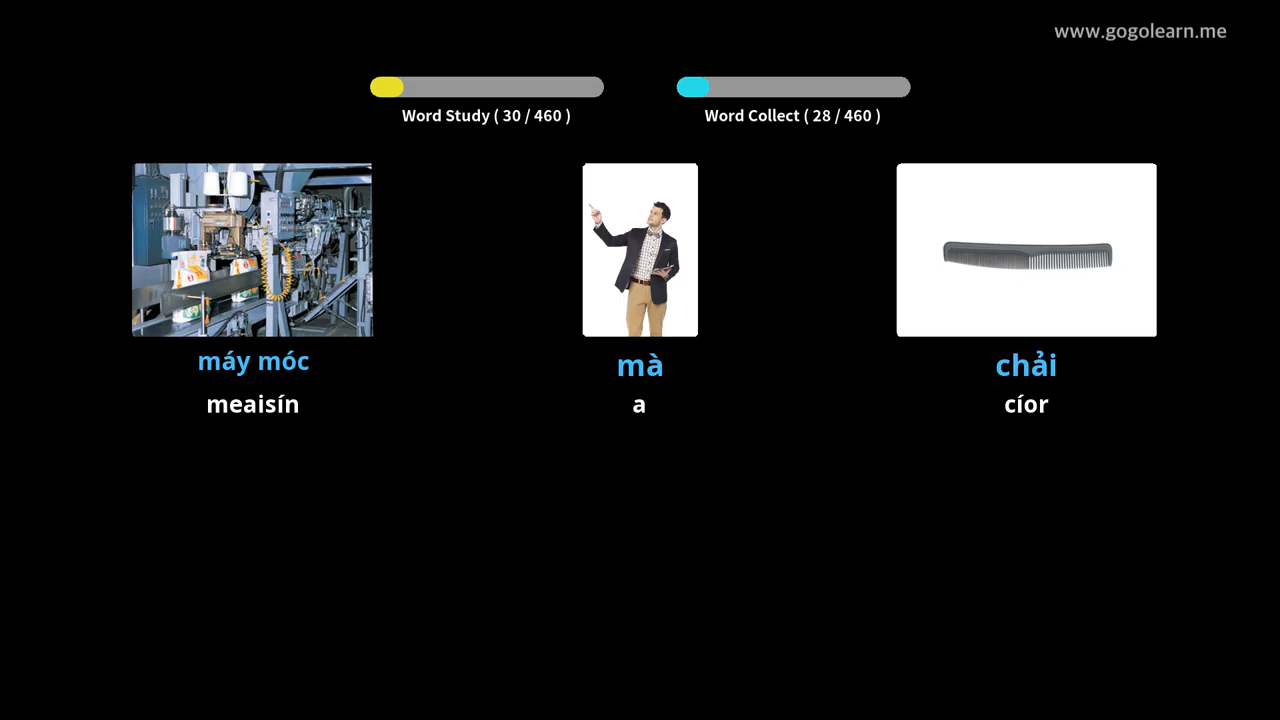 www.gogolearn.me
Word Study ( 30 / 460 )
Word Collect ( 28 / 460 )
máy móc
mà
chải
meaisín
a
cíor